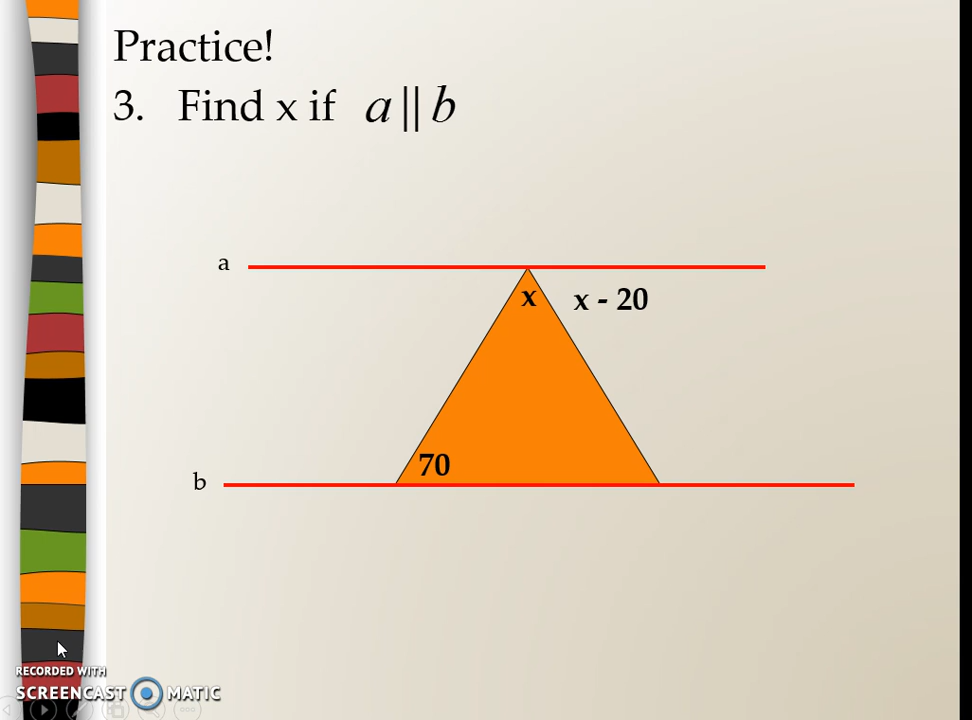 Practice!
3. Find x if a || b
a
x x - 20
70
b
RECORDED WITH
SCREENCAST MATIC